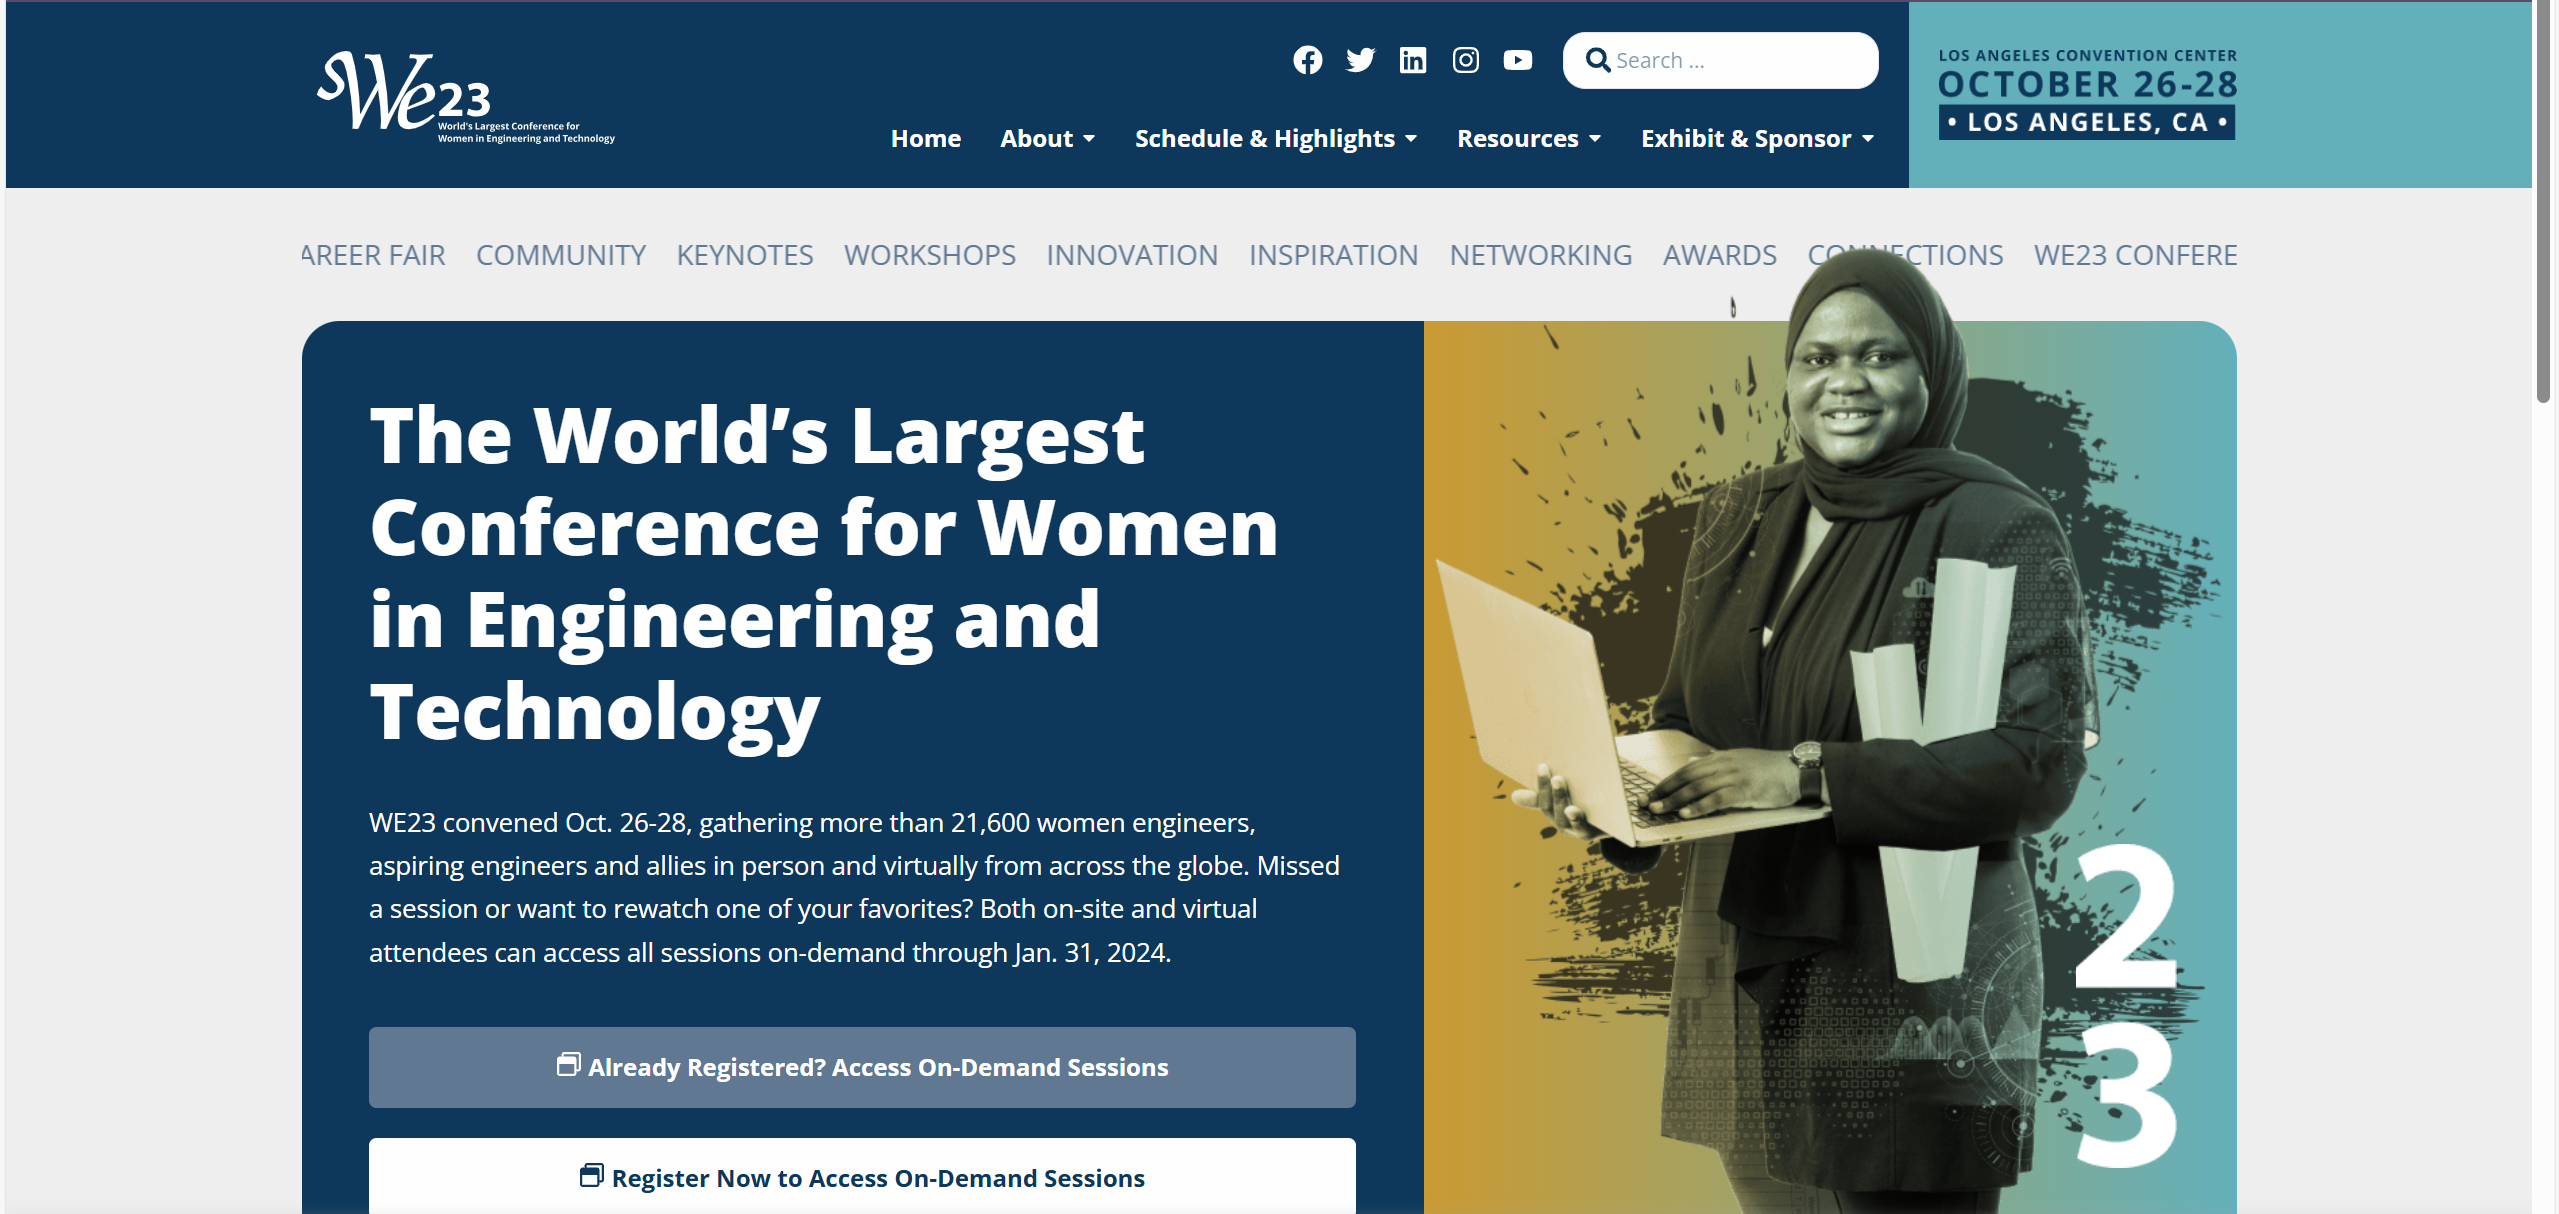 SWe23
World's Largest Conference for
Women in Engineering and Technology
Search ...
Home About Schedule & Highlights Resources Exhibit & Sponsor
LOS ANGELES CONVENTION CENTER
OCTOBER 26-28
• LOS ANGELES, CA •
AREER FAIR COMMUNITY KEYNOTES WORKSHOPS INNOVATION INSPIRATION NETWORKING AWARDS CONNECTIONS WE23 CONFERE
The World’s Largest
Conference for Women
in Engineering and
Technology
WE23 convened Oct. 26-28, gathering more than 21,600 women engineers,
aspiring engineers and allies in person and virtually from across the globe. Missed
a session or want to rewatch one of your favorites? Both on-site and virtual
attendees can access all sessions on-demand through Jan. 31, 2024.
Already Registered? Access On-Demand Sessions
Register Now to Access On-Demand Sessions
2
3